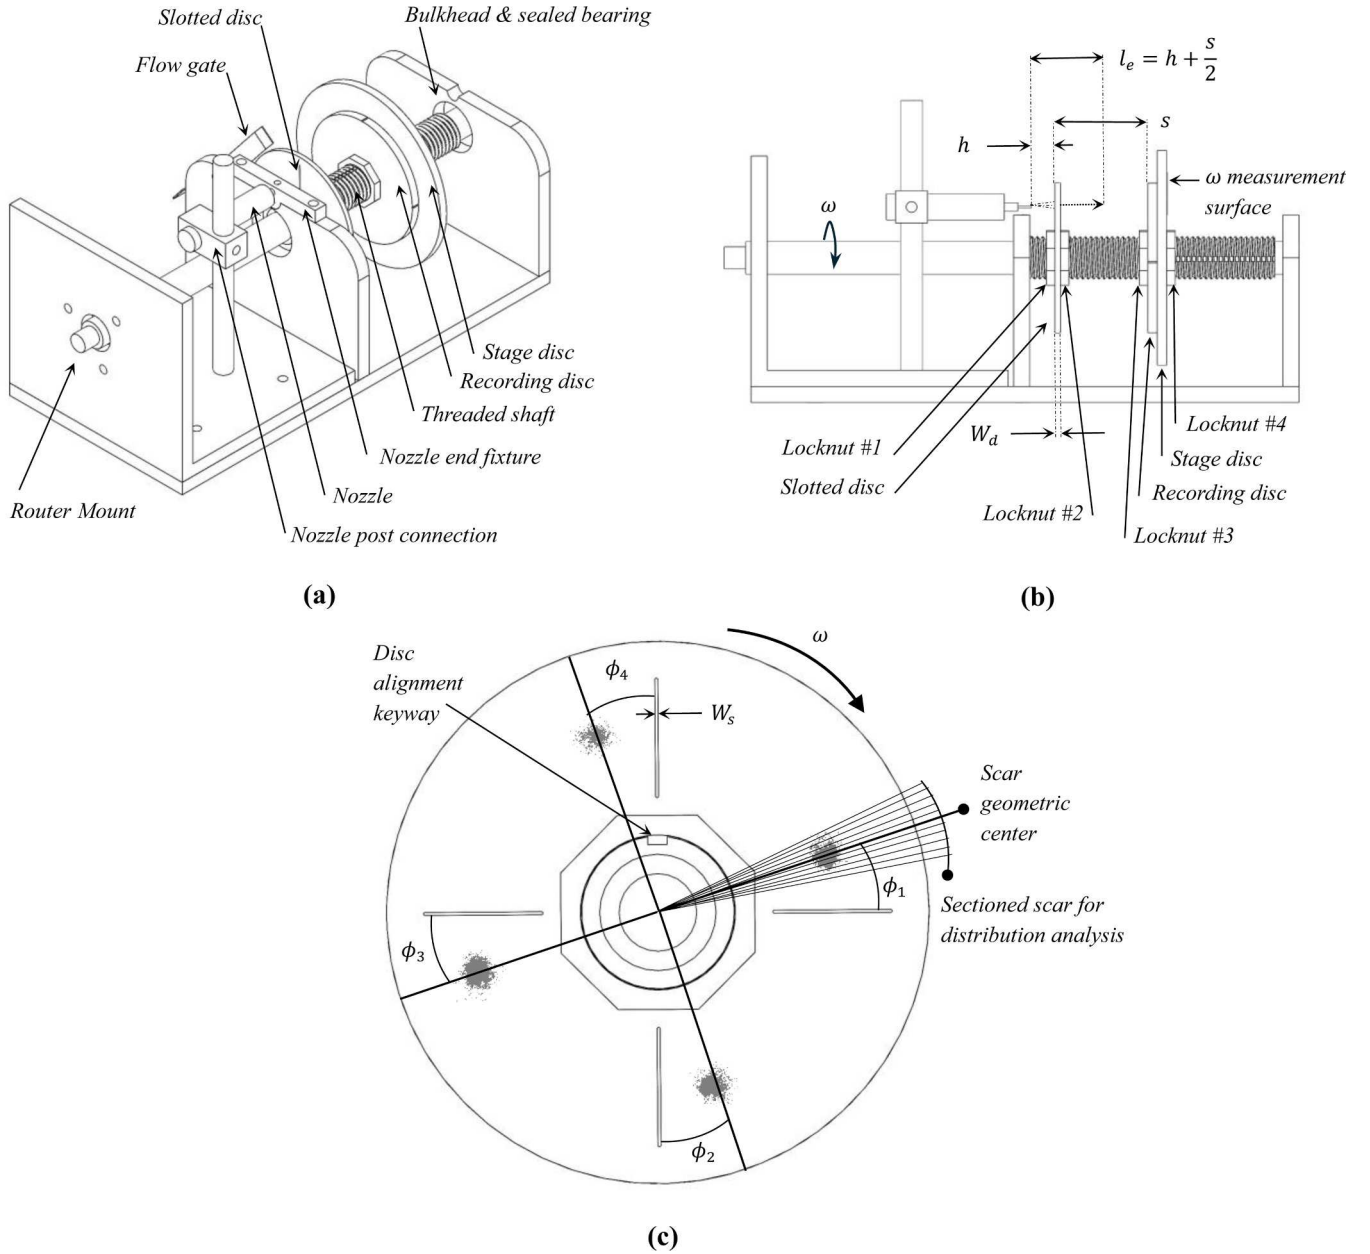 Slotted disc
Bulkhead & sealed bearing
Flow gate
Stage disc
Recording disc
Threaded shaft
Nozzle end fixture
Nozzle
Router Mount
Nozzle post connection
(a)
l_e = h + s/2
s
h
ω measurement
surface
ω
Locknut #4
Locknut #1
W_d
Stage disc
Slotted disc
Recording disc
Locknut #2
Locknut #3
(b)
ω
Disc
alignment
keyway
ϕ_4
W_s
Scar
geometric
center
ϕ_1
Sectioned scar for
distribution analysis
ϕ_3
ϕ_2
(c)